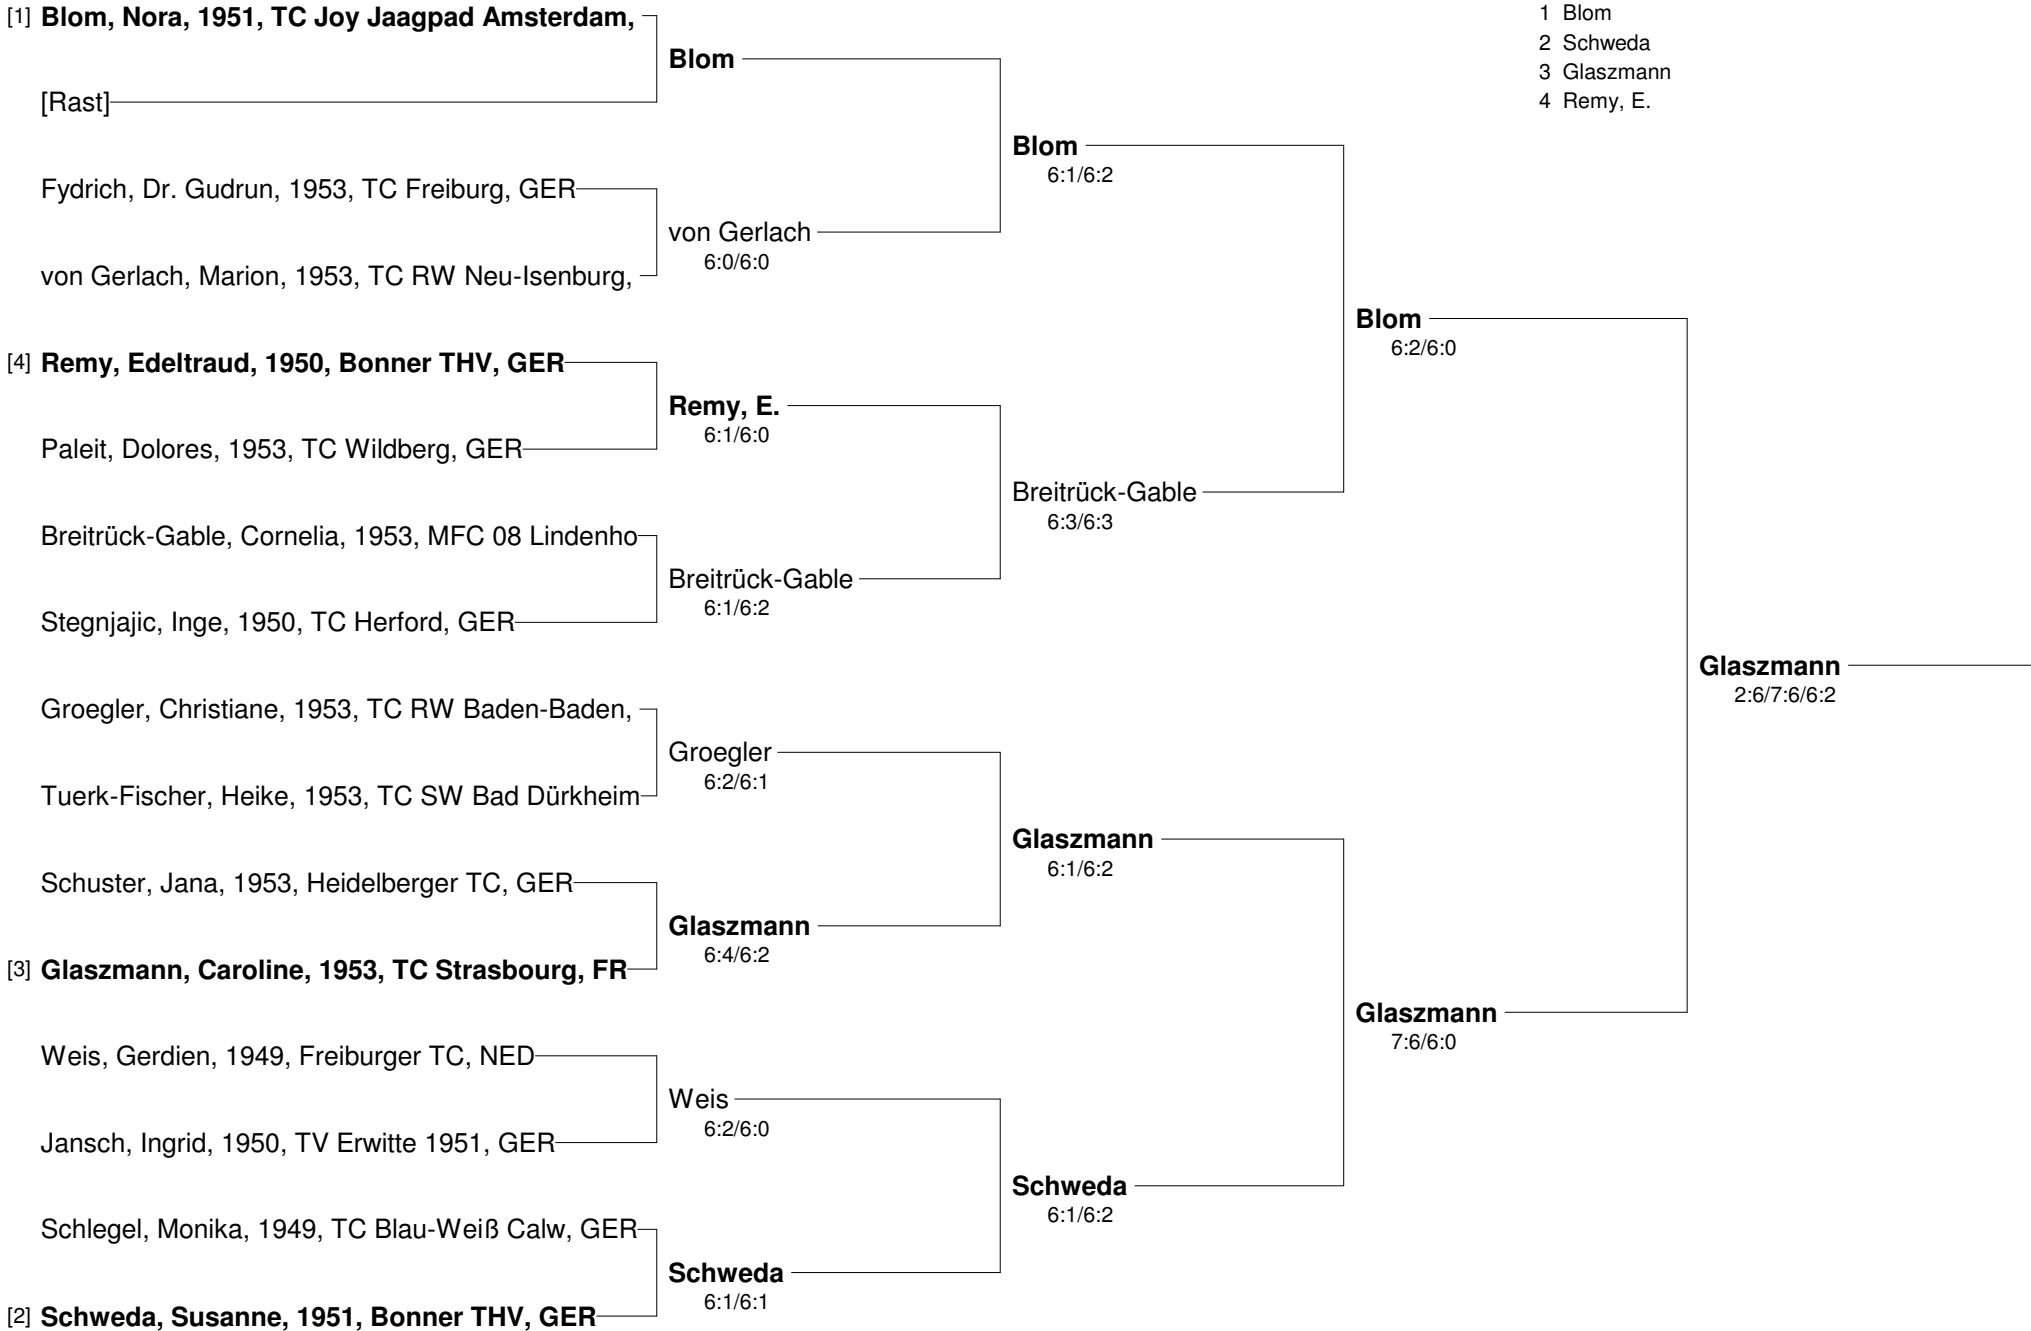 [1] Blom, Nora, 1951, TC Joy Jaagpad Amsterdam,
[Rast]
Fydrich, Dr. Gudrun, 1953, TC Freiburg, GER
von Gerlach, Marion, 1953, TC RW Neu-Isenburg,
[4] Remy, Edeltraud, 1950, Bonner THV, GER
Paleit, Dolores, 1953, TC Wildberg, GER
Breitrück-Gable, Cornelia, 1953, MFC 08 Lindenho
Stegnjajic, Inge, 1950, TC Herford, GER
Groegler, Christiane, 1953, TC RW Baden-Baden,
Tuerk-Fischer, Heike, 1953, TC SW Bad Dürkheim
Schuster, Jana, 1953, Heidelberger TC, GER
[3] Glaszmann, Caroline, 1953, TC Strasbourg, FR
Weis, Gerdien, 1949, Freiburger TC, NED
Jansch, Ingrid, 1950, TV Erwitte 1951, GER
Schlegel, Monika, 1949, TC Blau-Weiß Calw, GER
[2] Schweda, Susanne, 1951, Bonner THV, GER
Blom
von Gerlach
6:0/6:0
Remy, E.
6:1/6:0
Breitrück-Gable
6:1/6:2
Groegler
6:2/6:1
Glaszmann
6:4/6:2
Weis
6:2/6:0
Schweda
6:1/6:1
Blom
6:1/6:2
Breitrück-Gable
6:3/6:3
Glaszmann
6:1/6:2
Schweda
6:1/6:2
Blom
6:2/6:0
Glaszmann
7:6/6:0
Glaszmann
2:6/7:6/6:2
1 Blom
2 Schweda
3 Glaszmann
4 Remy, E.